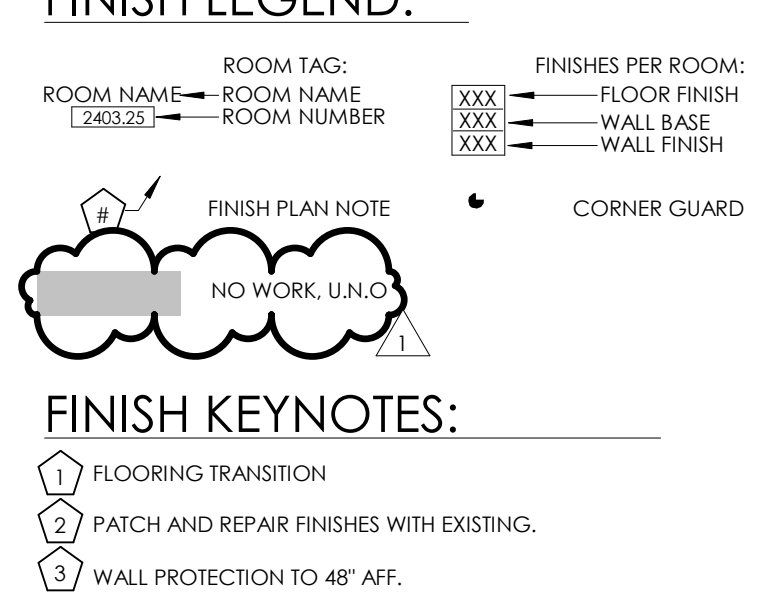 FINISH LEGEND:
ROOM TAG:
ROOM NAME ROOM NAME
2403.25 ROOM NUMBER
FINISHES PER ROOM:
XXX FLOOR FINISH
XXX WALL BASE
XXX WALL FINISH
# FINISH PLAN NOTE
CORNER GUARD
NO WORK, U.N.O
1
FINISH KEYNOTES:
1 FLOORING TRANSITION
2 PATCH AND REPAIR FINISHES WITH EXISTING.
3 WALL PROTECTION TO 48" AFF.